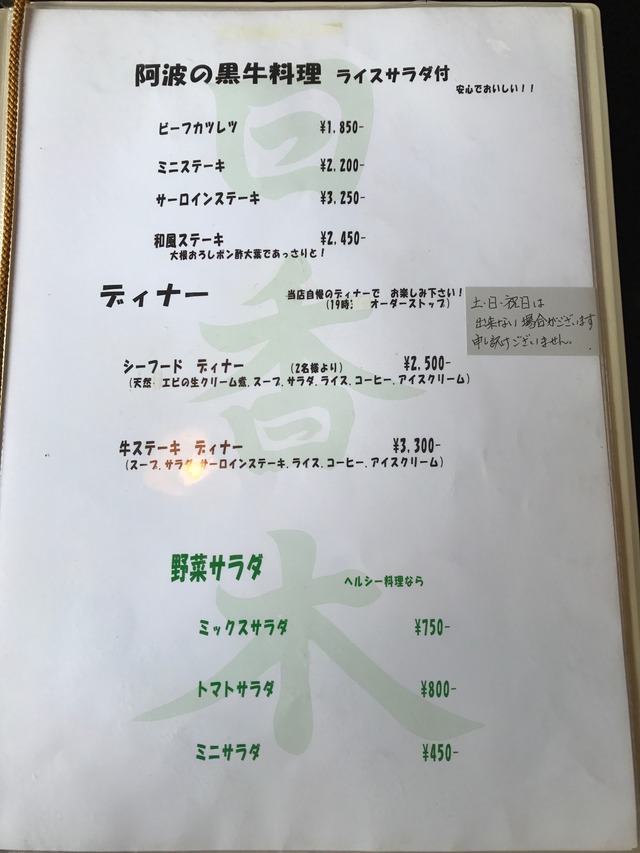 阿波の黒牛料理 ライスサラダ付
安心でおいしい！！
ビーフカツレツ ¥1,850-
ミニステーキ ¥2,200-
サーロインステーキ ¥3,250-
和風ステーキ ¥2,450-
大根おろしポン酢大葉であっさりと！
ディナー 当店自慢のディナーで お楽しみ下さい！
(19時 オーダーストップ)
土・日・祝日は
出来ない場合がございます
申し訳ございません。
シーフード ディナー (2名様より) ¥2,500-
(天然 エビの生クリーム煮,スープ,サラダ,ライス,コーヒー,アイスクリーム)
牛ステーキ ディナー ¥3,300-
(スープ,サラダ,サーロインステーキ,ライス,コーヒー,アイスクリーム)
野菜サラダ ヘルシー料理なら
ミックスサラダ ¥750-
トマトサラダ ¥800-
ミニサラダ ¥450-
日香木